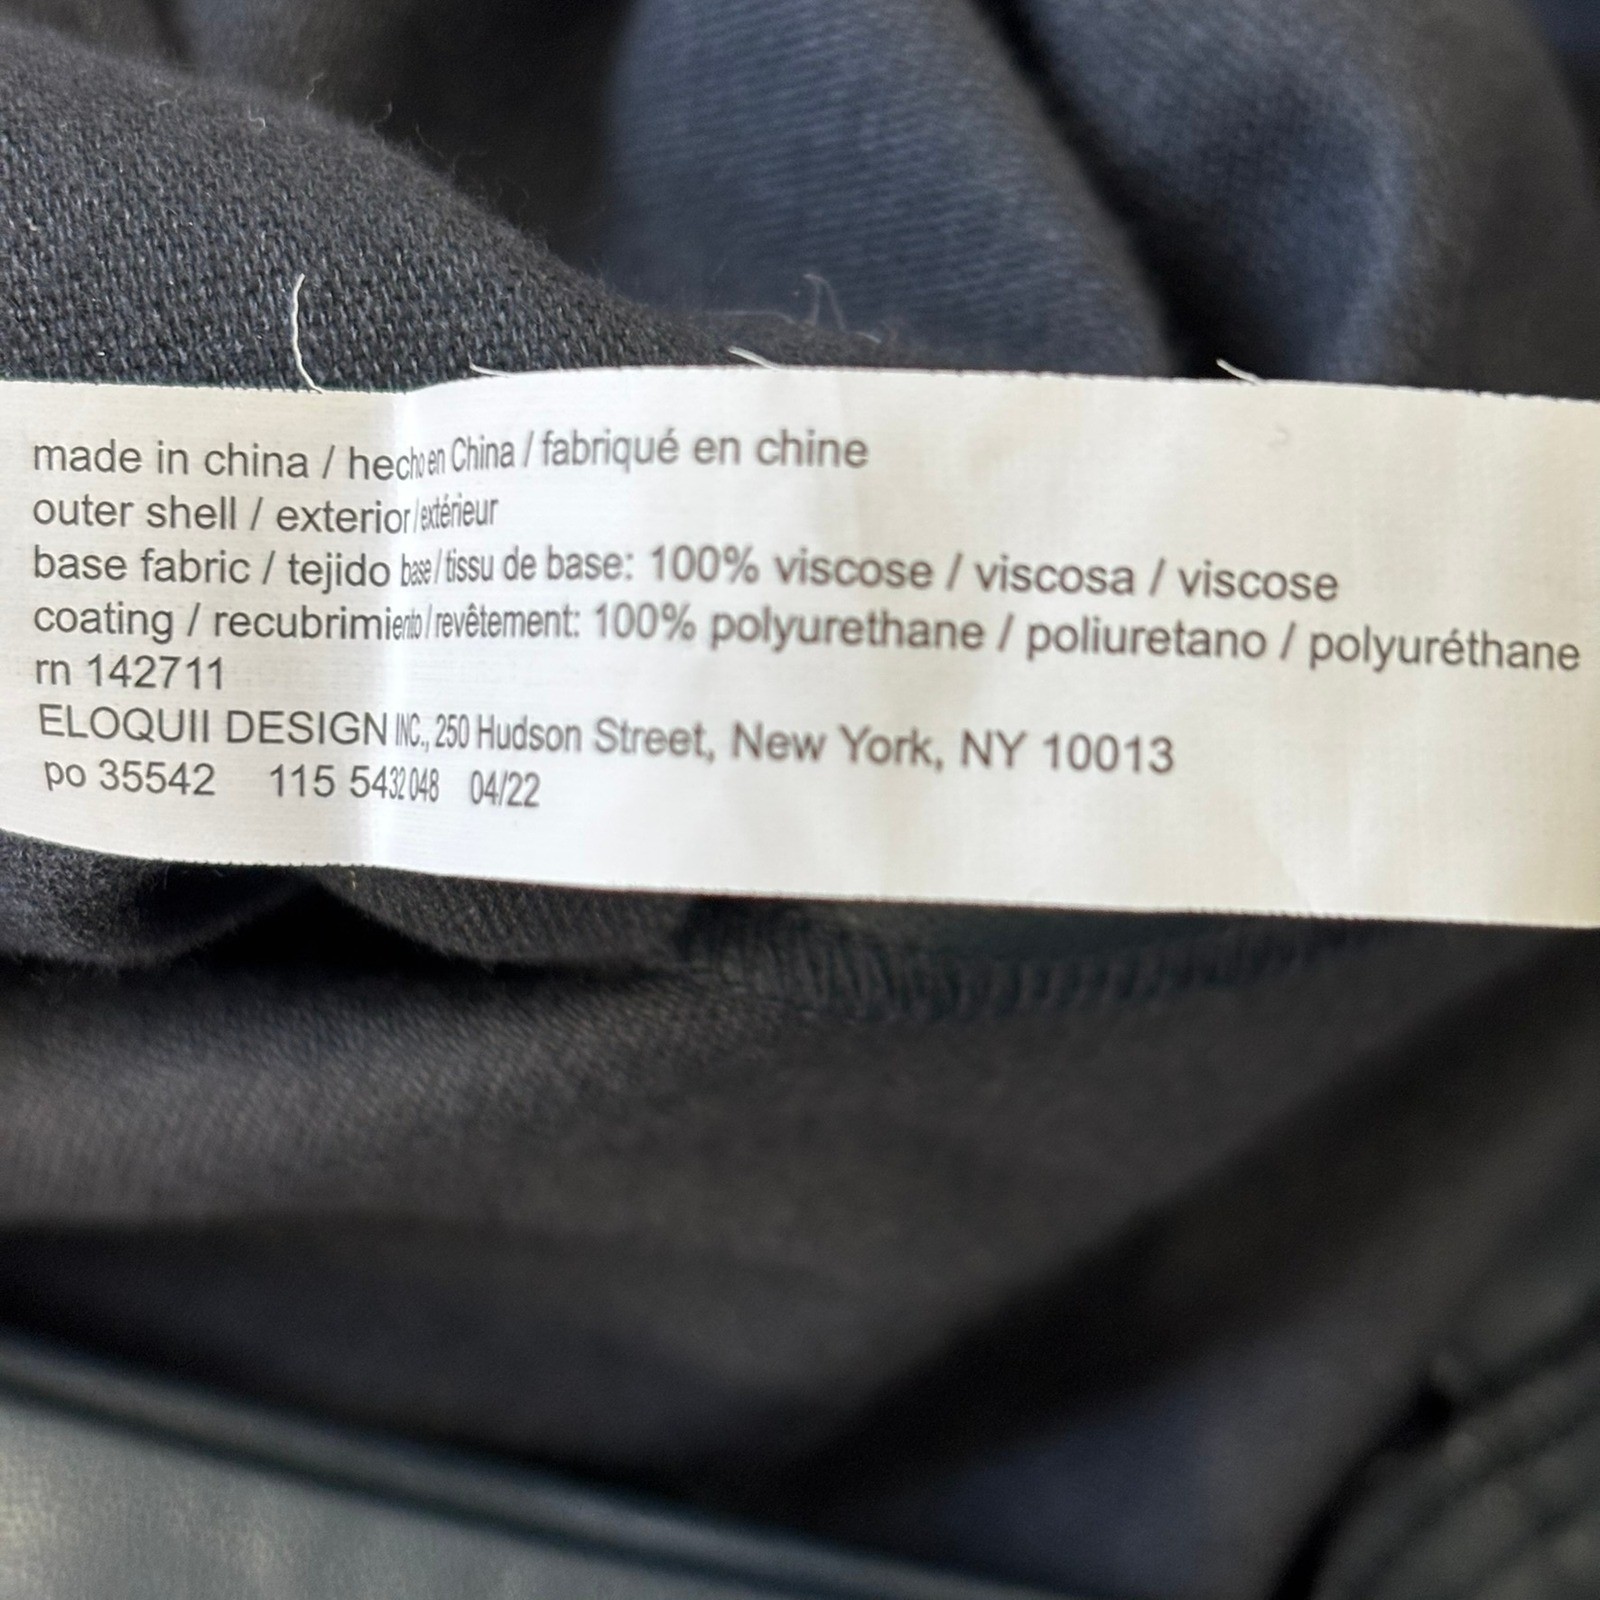 made in china / hecho en China / fabriqué en chine
outer shell / exterior / extérieur
base fabric / tejido base / tissu de base: 100% viscose / viscosa / viscose
coating / recubrimiento / revêtement: 100% polyurethane / poliuretano / polyuréthane
rn 142711
ELOQUII DESIGN INC., 250 Hudson Street, New York, NY 10013
po 35542 115 5432048 04/22